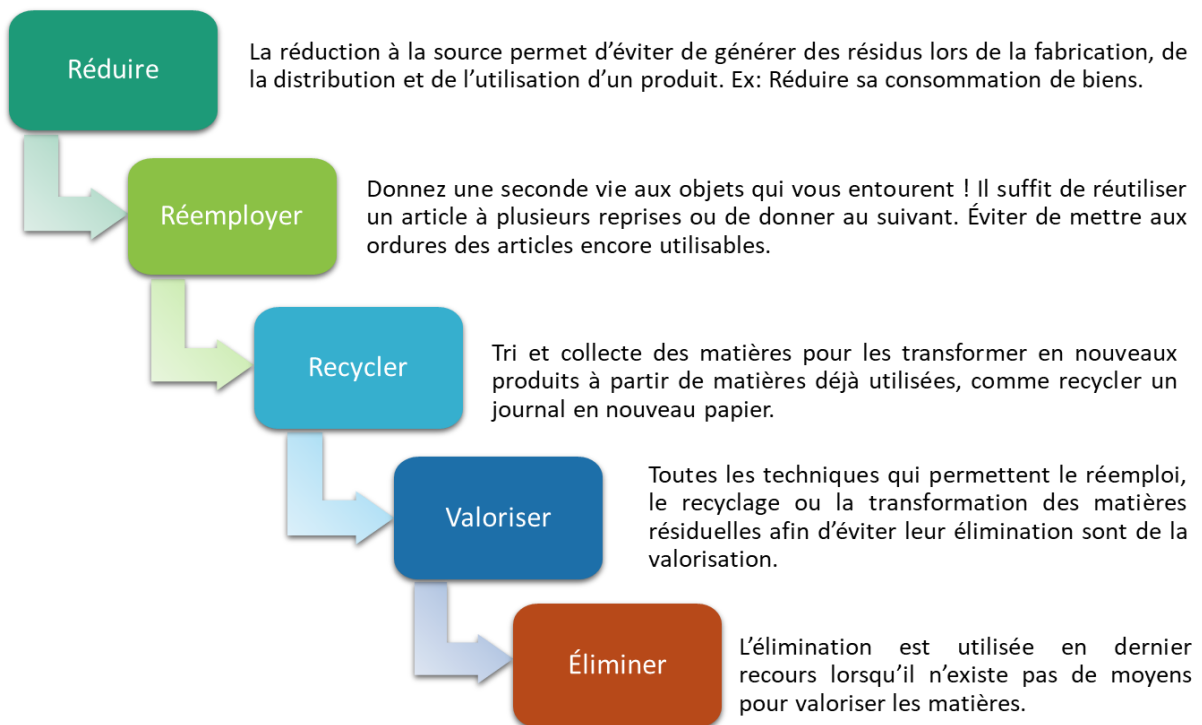 Réduire
La réduction à la source permet d’éviter de générer des résidus lors de la fabrication, de
la distribution et de l’utilisation d’un produit. Ex: Réduire sa consommation de biens.
Réemployer
Donnez une seconde vie aux objets qui vous entourent ! Il suffit de réutiliser
un article à plusieurs reprises ou de donner au suivant. Éviter de mettre aux
ordures des articles encore utilisables.
Recycler
Tri et collecte des matières pour les transformer en nouveaux
produits à partir de matières déjà utilisées, comme recycler un
journal en nouveau papier.
Valoriser
Toutes les techniques qui permettent le réemploi,
le recyclage ou la transformation des matières
résiduelles afin d’éviter leur élimination sont de la
valorisation.
Éliminer
L’élimination est utilisée en dernier
recours lorsqu’il n’existe pas de moyens
pour valoriser les matières.